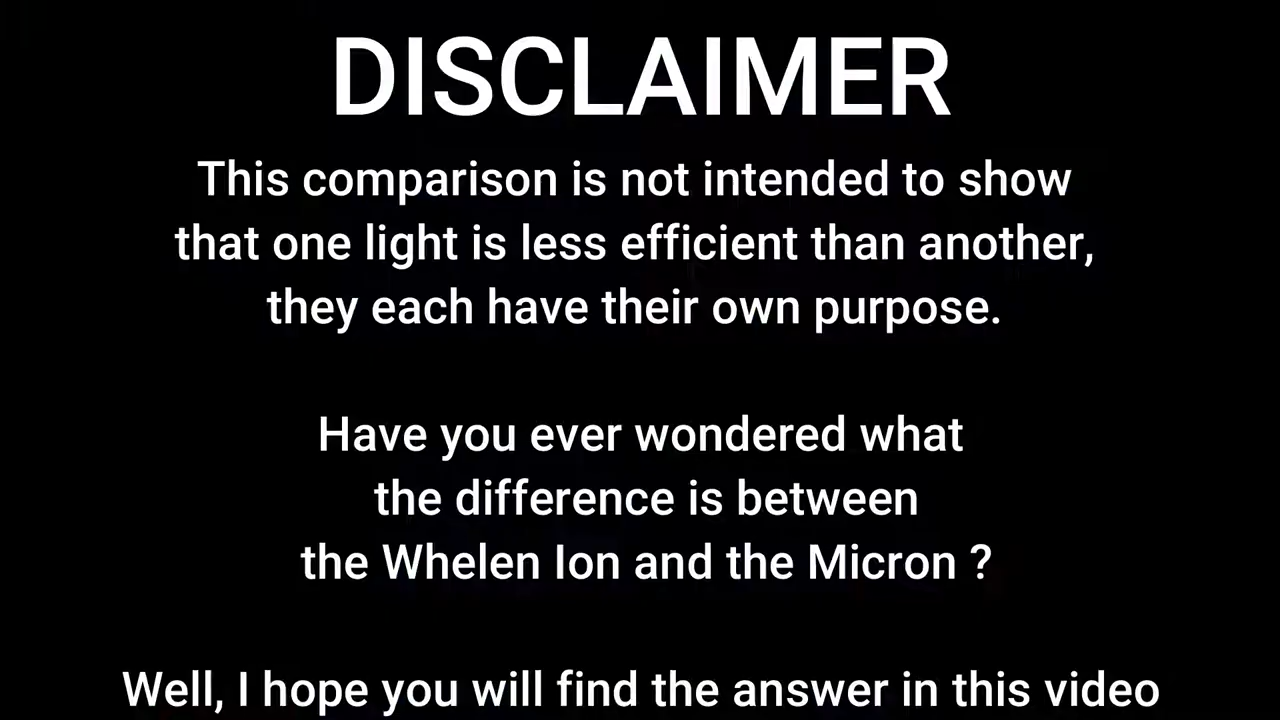 DISCLAIMER
This comparison is not intended to show
that one light is less efficient than another,
they each have their own purpose.
Have you ever wondered what
the difference is between
the Whelen Ion and the Micron ?
Well, I hope you will find the answer in this video